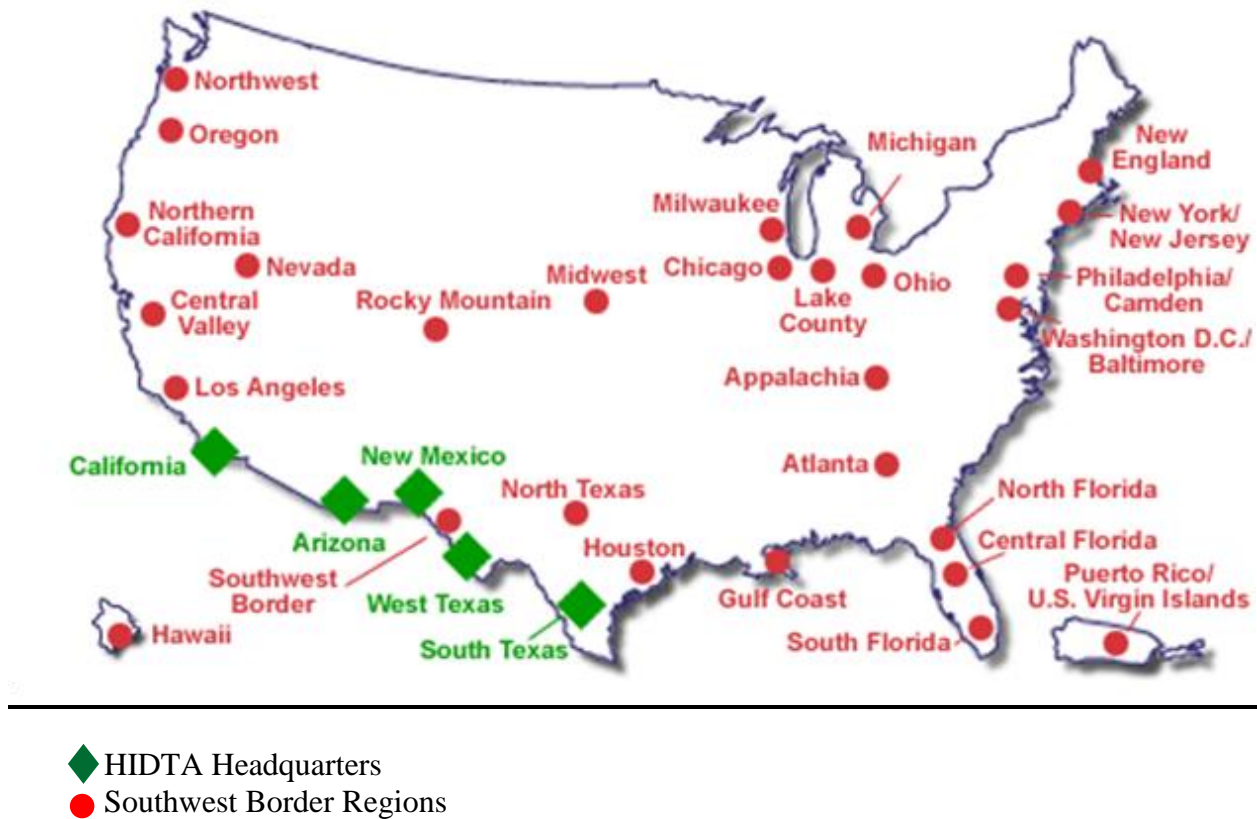 Northwest
Oregon
Michigan
New
England
Milwaukee
Northern
California
New York/
New Jersey
Nevada
Midwest
Chicago
Lake
County
Ohio
Philadelphia/
Camden
Central
Valley
Rocky Mountain
Washington D.C./
Baltimore
Los Angeles
Appalachia
California
New Mexico
Atlanta
North Texas
North Florida
Arizona
Houston
Central Florida
Southwest
Border
West Texas
Gulf Coast
Puerto Rico/
U.S. Virgin Islands
Hawaii
South Texas
South Florida
HIDTA Headquarters
Southwest Border Regions